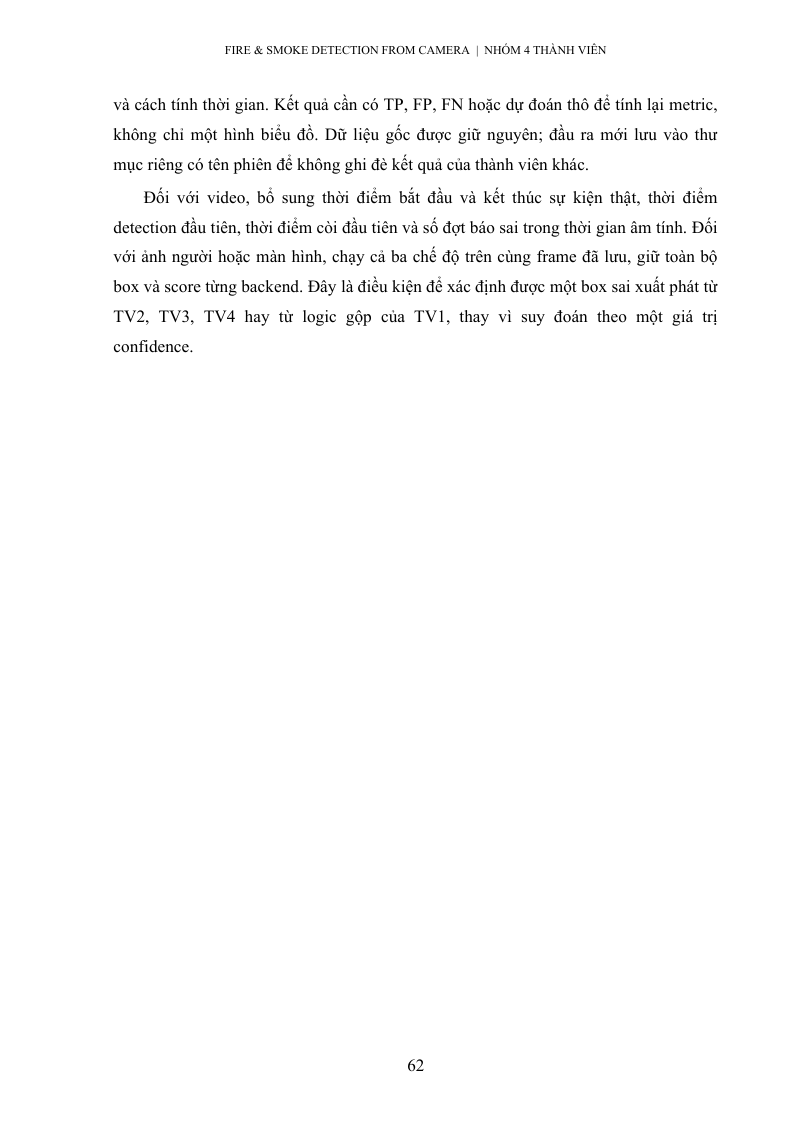 FIRE & SMOKE DETECTION FROM CAMERA | NHÓM 4 THÀNH VIÊN
và cách tính thời gian. Kết quả cần có TP, FP, FN hoặc dự đoán thô để tính lại metric,
không chỉ một hình biểu đồ. Dữ liệu gốc được giữ nguyên; đầu ra mới lưu vào thư
mục riêng có tên phiên để không ghi đè kết quả của thành viên khác.
Đối với video, bổ sung thời điểm bắt đầu và kết thúc sự kiện thật, thời điểm
detection đầu tiên, thời điểm còi đầu tiên và số đợt báo sai trong thời gian âm tính. Đối
với ảnh người hoặc màn hình, chạy cả ba chế độ trên cùng frame đã lưu, giữ toàn bộ
box và score từng backend. Đây là điều kiện để xác định được một box sai xuất phát từ
TV2, TV3, TV4 hay từ logic gộp của TV1, thay vì suy đoán theo một giá trị
confidence.
62